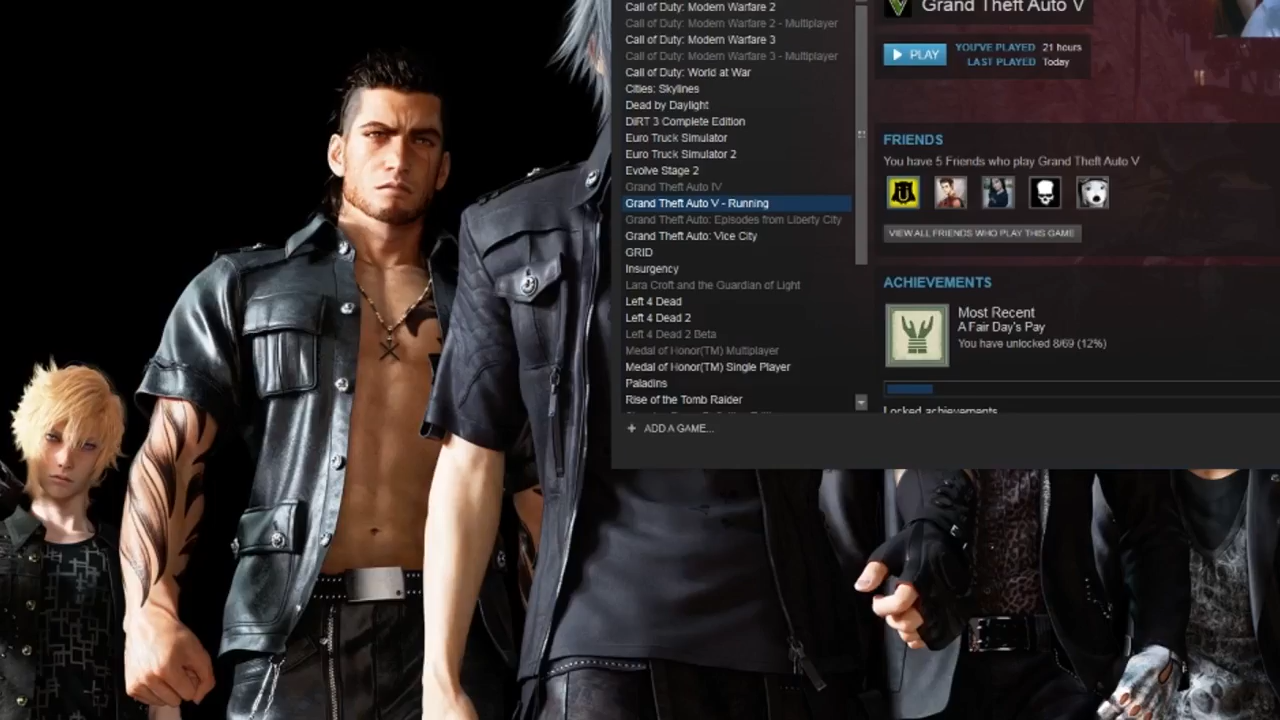 Call of Duty: Modern Warfare 2
Call of Duty: Modern Warfare 2 - Multiplayer
Call of Duty: Modern Warfare 3
Call of Duty: Modern Warfare 3 - Multiplayer
Call of Duty: World at War
Cities: Skylines
Dead by Daylight
DiRT 3 Complete Edition
Euro Truck Simulator
Euro Truck Simulator 2
Evolve Stage 2
Grand Theft Auto IV
Grand Theft Auto V - Running
Grand Theft Auto: Episodes from Liberty City
Grand Theft Auto: Vice City
GRID
Insurgency
Lara Croft and the Guardian of Light
Left 4 Dead
Left 4 Dead 2
Left 4 Dead 2 Beta
Medal of Honor(TM) Multiplayer
Medal of Honor(TM) Single Player
Paladins
Rise of the Tomb Raider
+ ADD A GAME...
Grand Theft Auto V
PLAY
YOU'VE PLAYED 21 hours
LAST PLAYED Today
FRIENDS
You have 5 Friends who play Grand Theft Auto V
VIEW ALL FRIENDS WHO PLAY THIS GAME
ACHIEVEMENTS
Most Recent
A Fair Day's Pay
You have unlocked 8/69 (12%)
Locked achievements